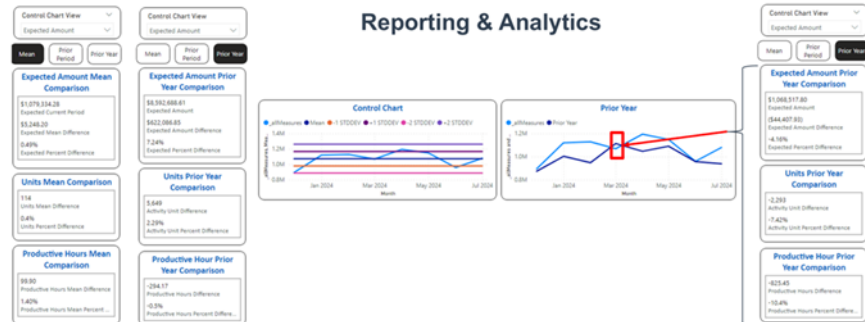 Reporting & Analytics
Control Chart View
Expected Amount
Mean
Prior Period
Prior Year
Expected Amount Mean Comparison
$1,079,334.28
Expected Current Period
$5,248.20
Expected Mean Difference
0.49%
Expected Percent Difference
Units Mean Comparison
114
Units Mean Difference
0.4%
Units Percent Difference
Productive Hours Mean Comparison
99.90
Productive Hours Mean Difference
1.40%
Productive Hours Mean Percent ...
Control Chart View
Expected Amount
Mean
Prior Period
Prior Year
Expected Amount Prior Year Comparison
$8,592,688.61
Expected Amount
$622,088.85
Expected Amount Difference
7.24%
Expected Percent Difference
Units Prior Year Comparison
5,649
Activity Unit Difference
2.29%
Activity Unit Percent Difference
Productive Hour Prior Year Comparison
-294.17
Productive Hours Difference
-0.5%
Productive Hours Percent Differe...
Control Chart
_allMeasures Mean -1 STDDEV +1 STDDEV -2 STDDEV +2 STDDEV
1.4M
1.2M
1.0M
0.8M
Jan 2024
Mar 2024
May 2024
Jul 2024
Month
Prior Year
_allMeasures Prior Year
_allMeasures and ...
1.2M
1.0M
0.8M
Jan 2024
Mar 2024
May 2024
Jul 2024
Month
Control Chart View
Expected Amount
Mean
Prior Period
Prior Year
Expected Amount Prior Year Comparison
$1,068,517.80
Expected Amount
($44,407.93)
Expected Amount Difference
-4.16%
Expected Percent Difference
Units Prior Year Comparison
-2,293
Activity Unit Difference
-7.42%
Activity Unit Percent Difference
Productive Hour Prior Year Comparison
-625.45
Productive Hours Difference
-10.4%
Productive Hours Percent Differe...